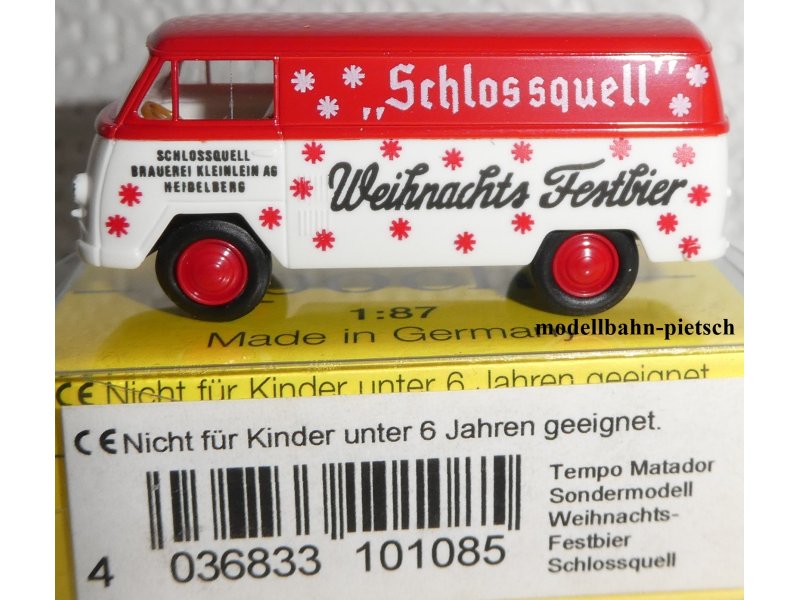 „Schlossquell"
SCHLOSSQUELL
BRAUEREI KLEINLEIN AG
HEIDELBERG
Weihnachts Festbier
1:87
Made in Germany
modellbahn-pietsch
CE Nicht für Kinder unter 6 Jahren geeignet.
CE Nicht für Kinder unter 6 Jahren geeignet.
Tempo Matador
Sondermodell
Weihnachts-
Festbier
Schlossquell
4 036833 101085